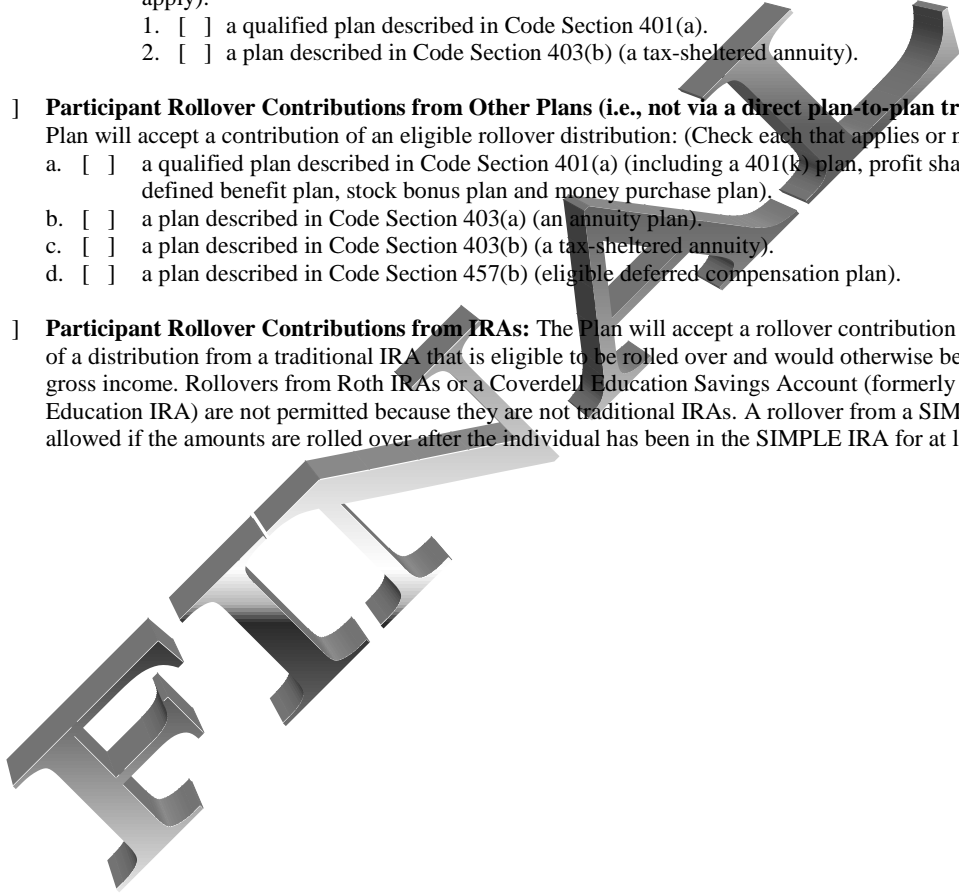 apply).
1. [ ] a qualified plan described in Code Section 401(a).
2. [ ] a plan described in Code Section 403(b) (a tax-sheltered annuity).
] Participant Rollover Contributions from Other Plans (i.e., not via a direct plan-to-plan
Plan will accept a contribution of an eligible rollover distribution: (Check each that applies or
a. [ ] a qualified plan described in Code Section 401(a) (including a 401(k) plan, profit
defined benefit plan, stock bonus plan and money purchase plan).
b. [ ] a plan described in Code Section 403(a) (an annuity plan).
c. [ ] a plan described in Code Section 403(b) (a tax-sheltered annuity).
d. [ ] a plan described in Code Section 457(b) (eligible deferred compensation plan).
] Participant Rollover Contributions from IRAs: The Plan will accept a rollover contribution
of a distribution from a traditional IRA that is eligible to be rolled over and would otherwise be
gross income. Rollovers from Roth IRAs or a Coverdell Education Savings Account (formerly
Education IRA) are not permitted because they are not traditional IRAs. A rollover from a
allowed if the amounts are rolled over after the individual has been in the SIMPLE IRA for at
FINAL